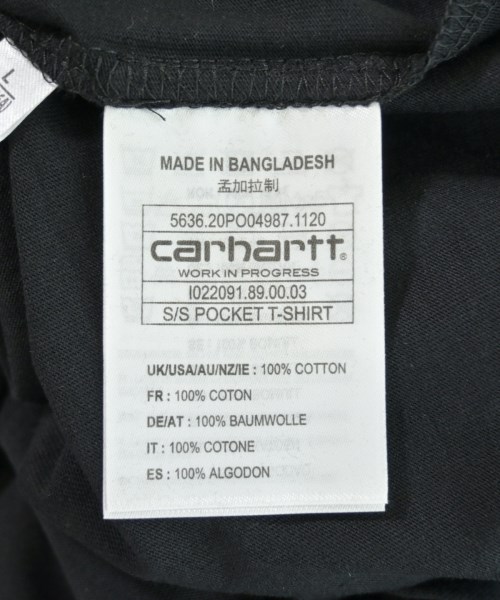 L
MADE IN BANGLADESH
孟加拉制
5636.20PO04987.1120
carhartt®
WORK IN PROGRESS
I022091.89.00.03
S/S POCKET T-SHIRT
UK/USA/AU/NZ/IE : 100% COTTON
FR : 100% COTON
DE/AT : 100% BAUMWOLLE
IT : 100% COTONE
ES : 100% ALGODON